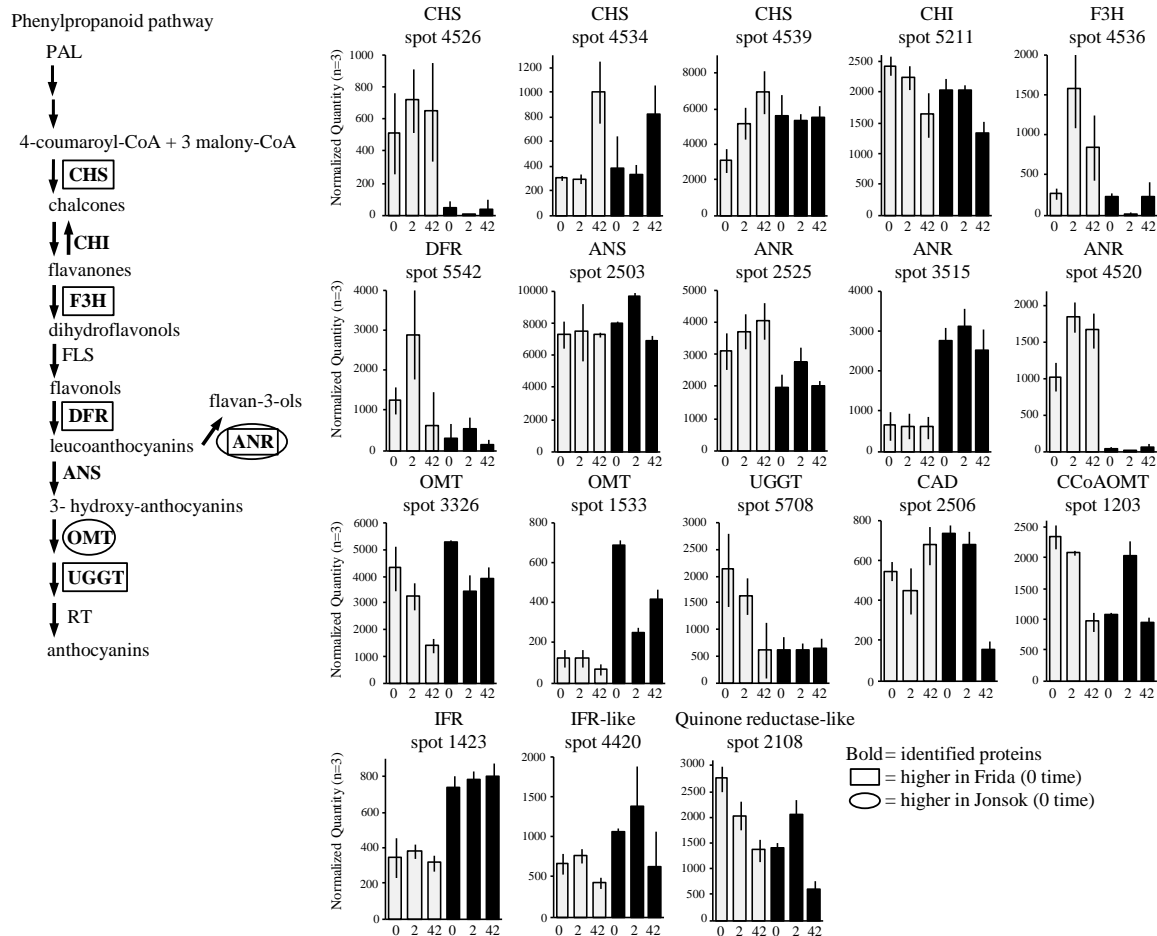 Phenylpropanoid pathway
PAL
4-coumaroyl-CoA + 3 malony-CoA
CHS
chalcones
CHI
flavanones
F3H
dihydroflavonols
FLS
flavonols
DFR
flavan-3-ols
leucoanthocyanins
ANR
ANS
3- hydroxy-anthocyanins
OMT
UGGT
RT
anthocyanins
CHS
spot 4526
Normalized Quantity (n=3)
1000
800
600
400
200
0
0 2 42 0 2 42
CHS
spot 4534
1200
1000
800
600
400
200
0
0 2 42 0 2 42
CHS
spot 4539
8000
6000
4000
2000
0
0 2 42 0 2 42
CHI
spot 5211
2500
2000
1500
1000
500
0
0 2 42 0 2 42
F3H
spot 4536
2000
1500
1000
500
0
0 2 42 0 2 42
DFR
spot 5542
Normalized Quantity (n=3)
4000
3000
2000
1000
0
0 2 42 0 2 42
ANS
spot 2503
10000
8000
6000
4000
2000
0
0 2 42 0 2 42
ANR
spot 2525
5000
4000
3000
2000
1000
0
0 2 42 0 2 42
ANR
spot 3515
4000
3000
2000
1000
0
0 2 42 0 2 42
ANR
spot 4520
2000
1500
1000
500
0
0 2 42 0 2 42
OMT
spot 3326
Normalized Quantity (n=3)
6000
5000
4000
3000
2000
1000
0
0 2 42 0 2 42
OMT
spot 1533
800
600
400
200
0
0 2 42 0 2 42
UGGT
spot 5708
3000
2500
2000
1500
1000
500
0
0 2 42 0 2 42
CAD
spot 2506
800
600
400
200
0
0 2 42 0 2 42
CCoAOMT
spot 1203
2500
2000
1500
1000
500
0
0 2 42 0 2 42
IFR
spot 1423
Normalized Quantity (n=3)
800
600
400
200
0
0 2 42 0 2 42
IFR-like
spot 4420
2000
1500
1000
500
0
0 2 42 0 2 42
Quinone reductase-like
spot 2108
3000
2500
2000
1500
1000
500
0
0 2 42 0 2 42
Bold = identified proteins
= higher in Frida (0 time)
= higher in Jonsok (0 time)